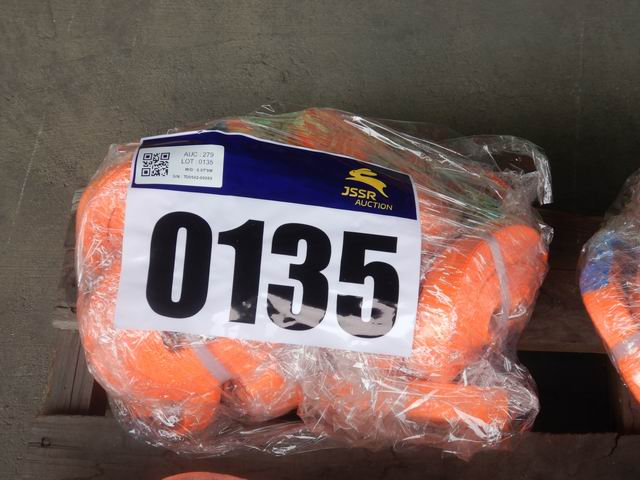 AUC : 279
LOT : 0135
JSSR
AUCTION
0135